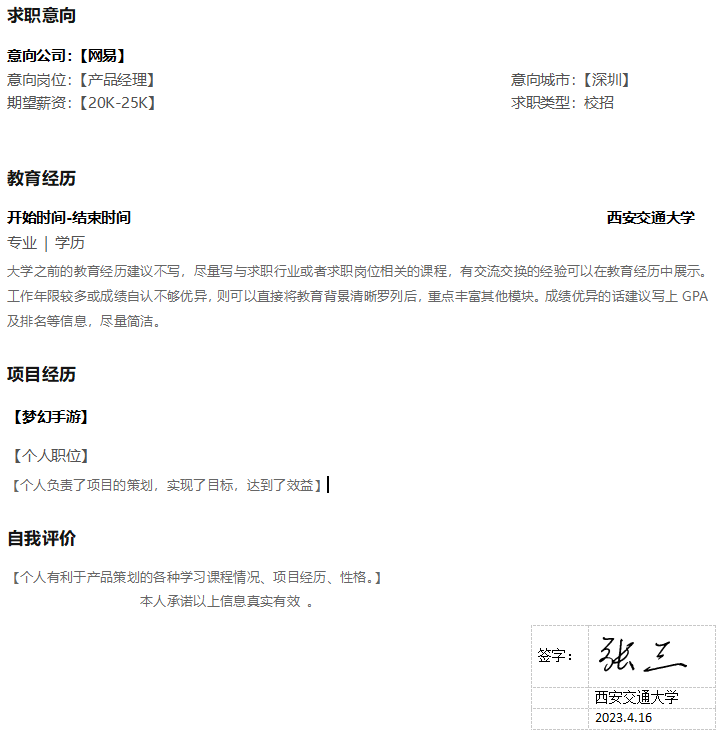 求职意向
意向公司：【网易】
意向岗位：【产品经理】 意向城市：【深圳】
期望薪资：【20K-25K】 求职类型：校招
教育经历
开始时间-结束时间 西安交通大学
专业 | 学历
大学之前的教育经历建议不写，尽量写与求职行业或者求职岗位相关的课程，有交流交换的经验可以在教育经历中展示。
工作年限较多或成绩自认不够优异，则可以直接将教育背景清晰罗列后，重点丰富其他模块。成绩优异的话建议写上 GPA
及排名等信息，尽量简洁。
项目经历
【梦幻手游】
【个人职位】
【个人负责了项目的策划，实现了目标，达到了效益】
自我评价
【个人有利于产品策划的各种学习课程情况、项目经历、性格。】
本人承诺以上信息真实有效 。
签字： 张三
西安交通大学
2023.4.16